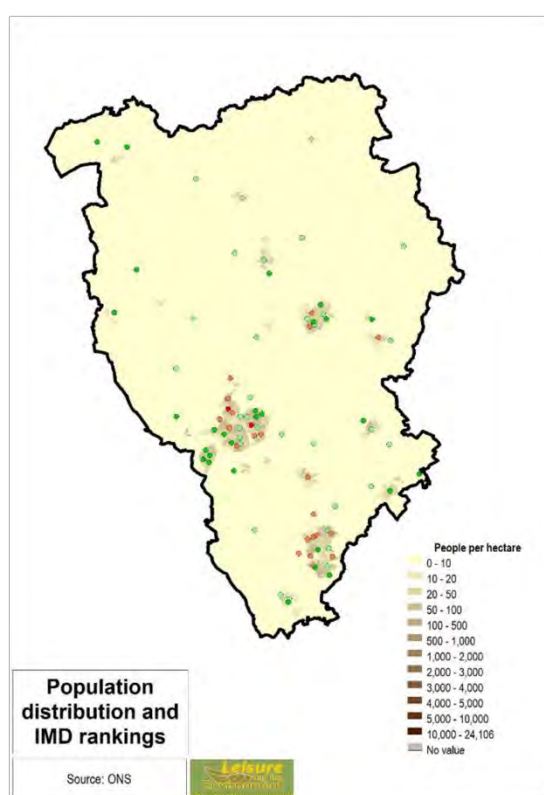 People per hectare
0 - 10
10 - 20
20 - 50
50 - 100
100 - 500
500 - 1,000
1,000 - 2,000
2,000 - 3,000
3,000 - 4,000
4,000 - 5,000
5,000 - 10,000
10,000 - 24,106
No value
Population
distribution and
IMD rankings
Source: ONS
Leisure